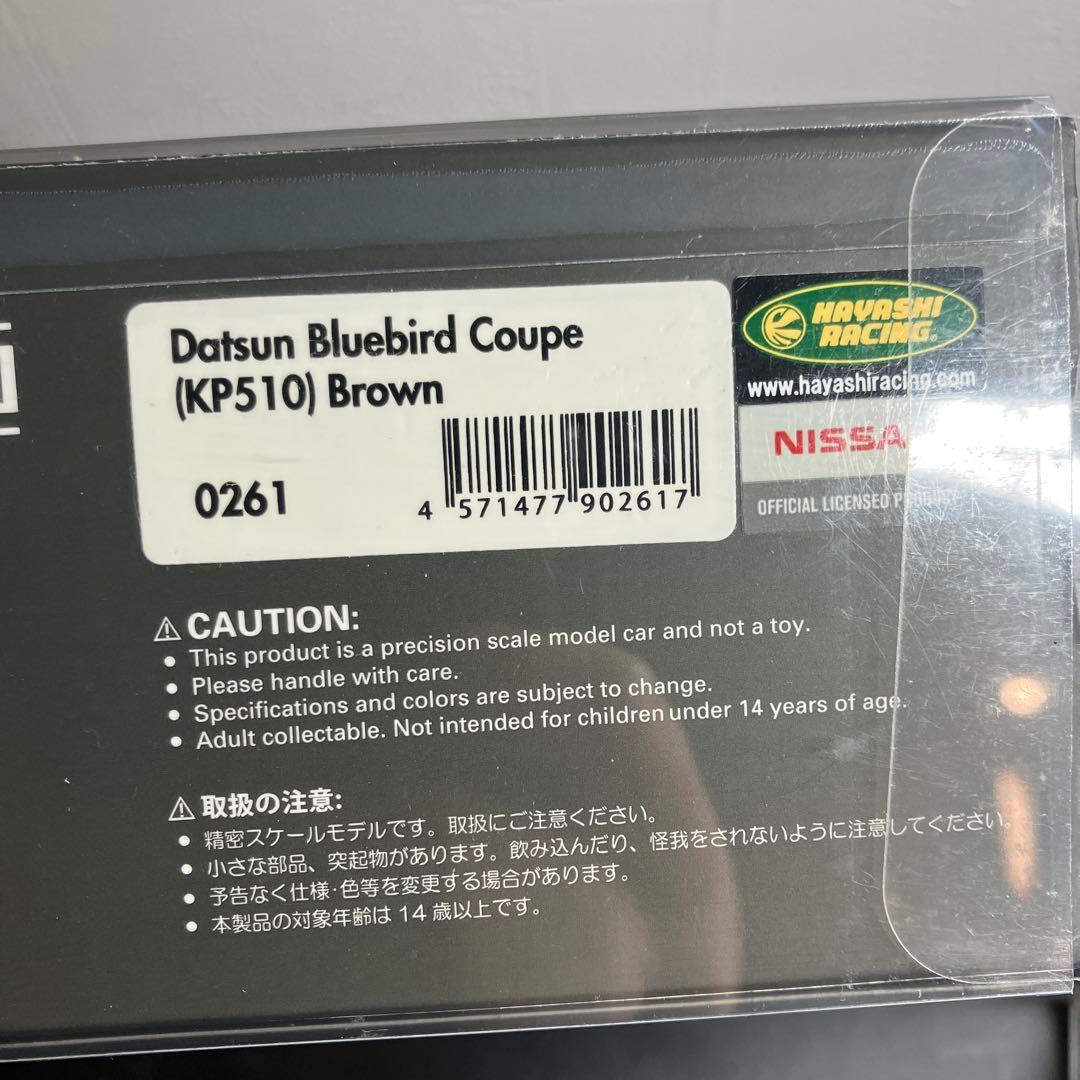 Datsun Bluebird Coupe
(KP510) Brown
0261
4 571477 902617
HAYASHI
RACING
www.hayashiracing.com
NISSA
OFFICIAL LICENSED PRODUCT
⚠ CAUTION:
● This product is a precision scale model car and not a toy.
● Please handle with care.
● Specifications and colors are subject to change.
● Adult collectable. Not intended for children under 14 years of age.
⚠ 取扱の注意:
● 精密スケールモデルです。取扱にご注意ください。
● 小さな部品、突起物があります。飲み込んだり、怪我をされないように注意してください。
● 予告なく仕様・色等を変更する場合があります。
● 本製品の対象年齢は14歳以上です。